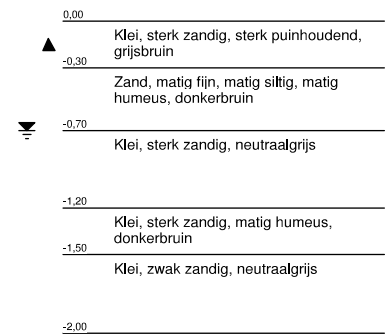 0,00
Klei, sterk zandig, sterk puinhoudend,
grijsbruin
-0,30
Zand, matig fijn, matig siltig, matig
humeus, donkerbruin
-0,70
Klei, sterk zandig, neutraalgrijs
-1,20
Klei, sterk zandig, matig humeus,
donkerbruin
-1,50
Klei, zwak zandig, neutraalgrijs
-2,00